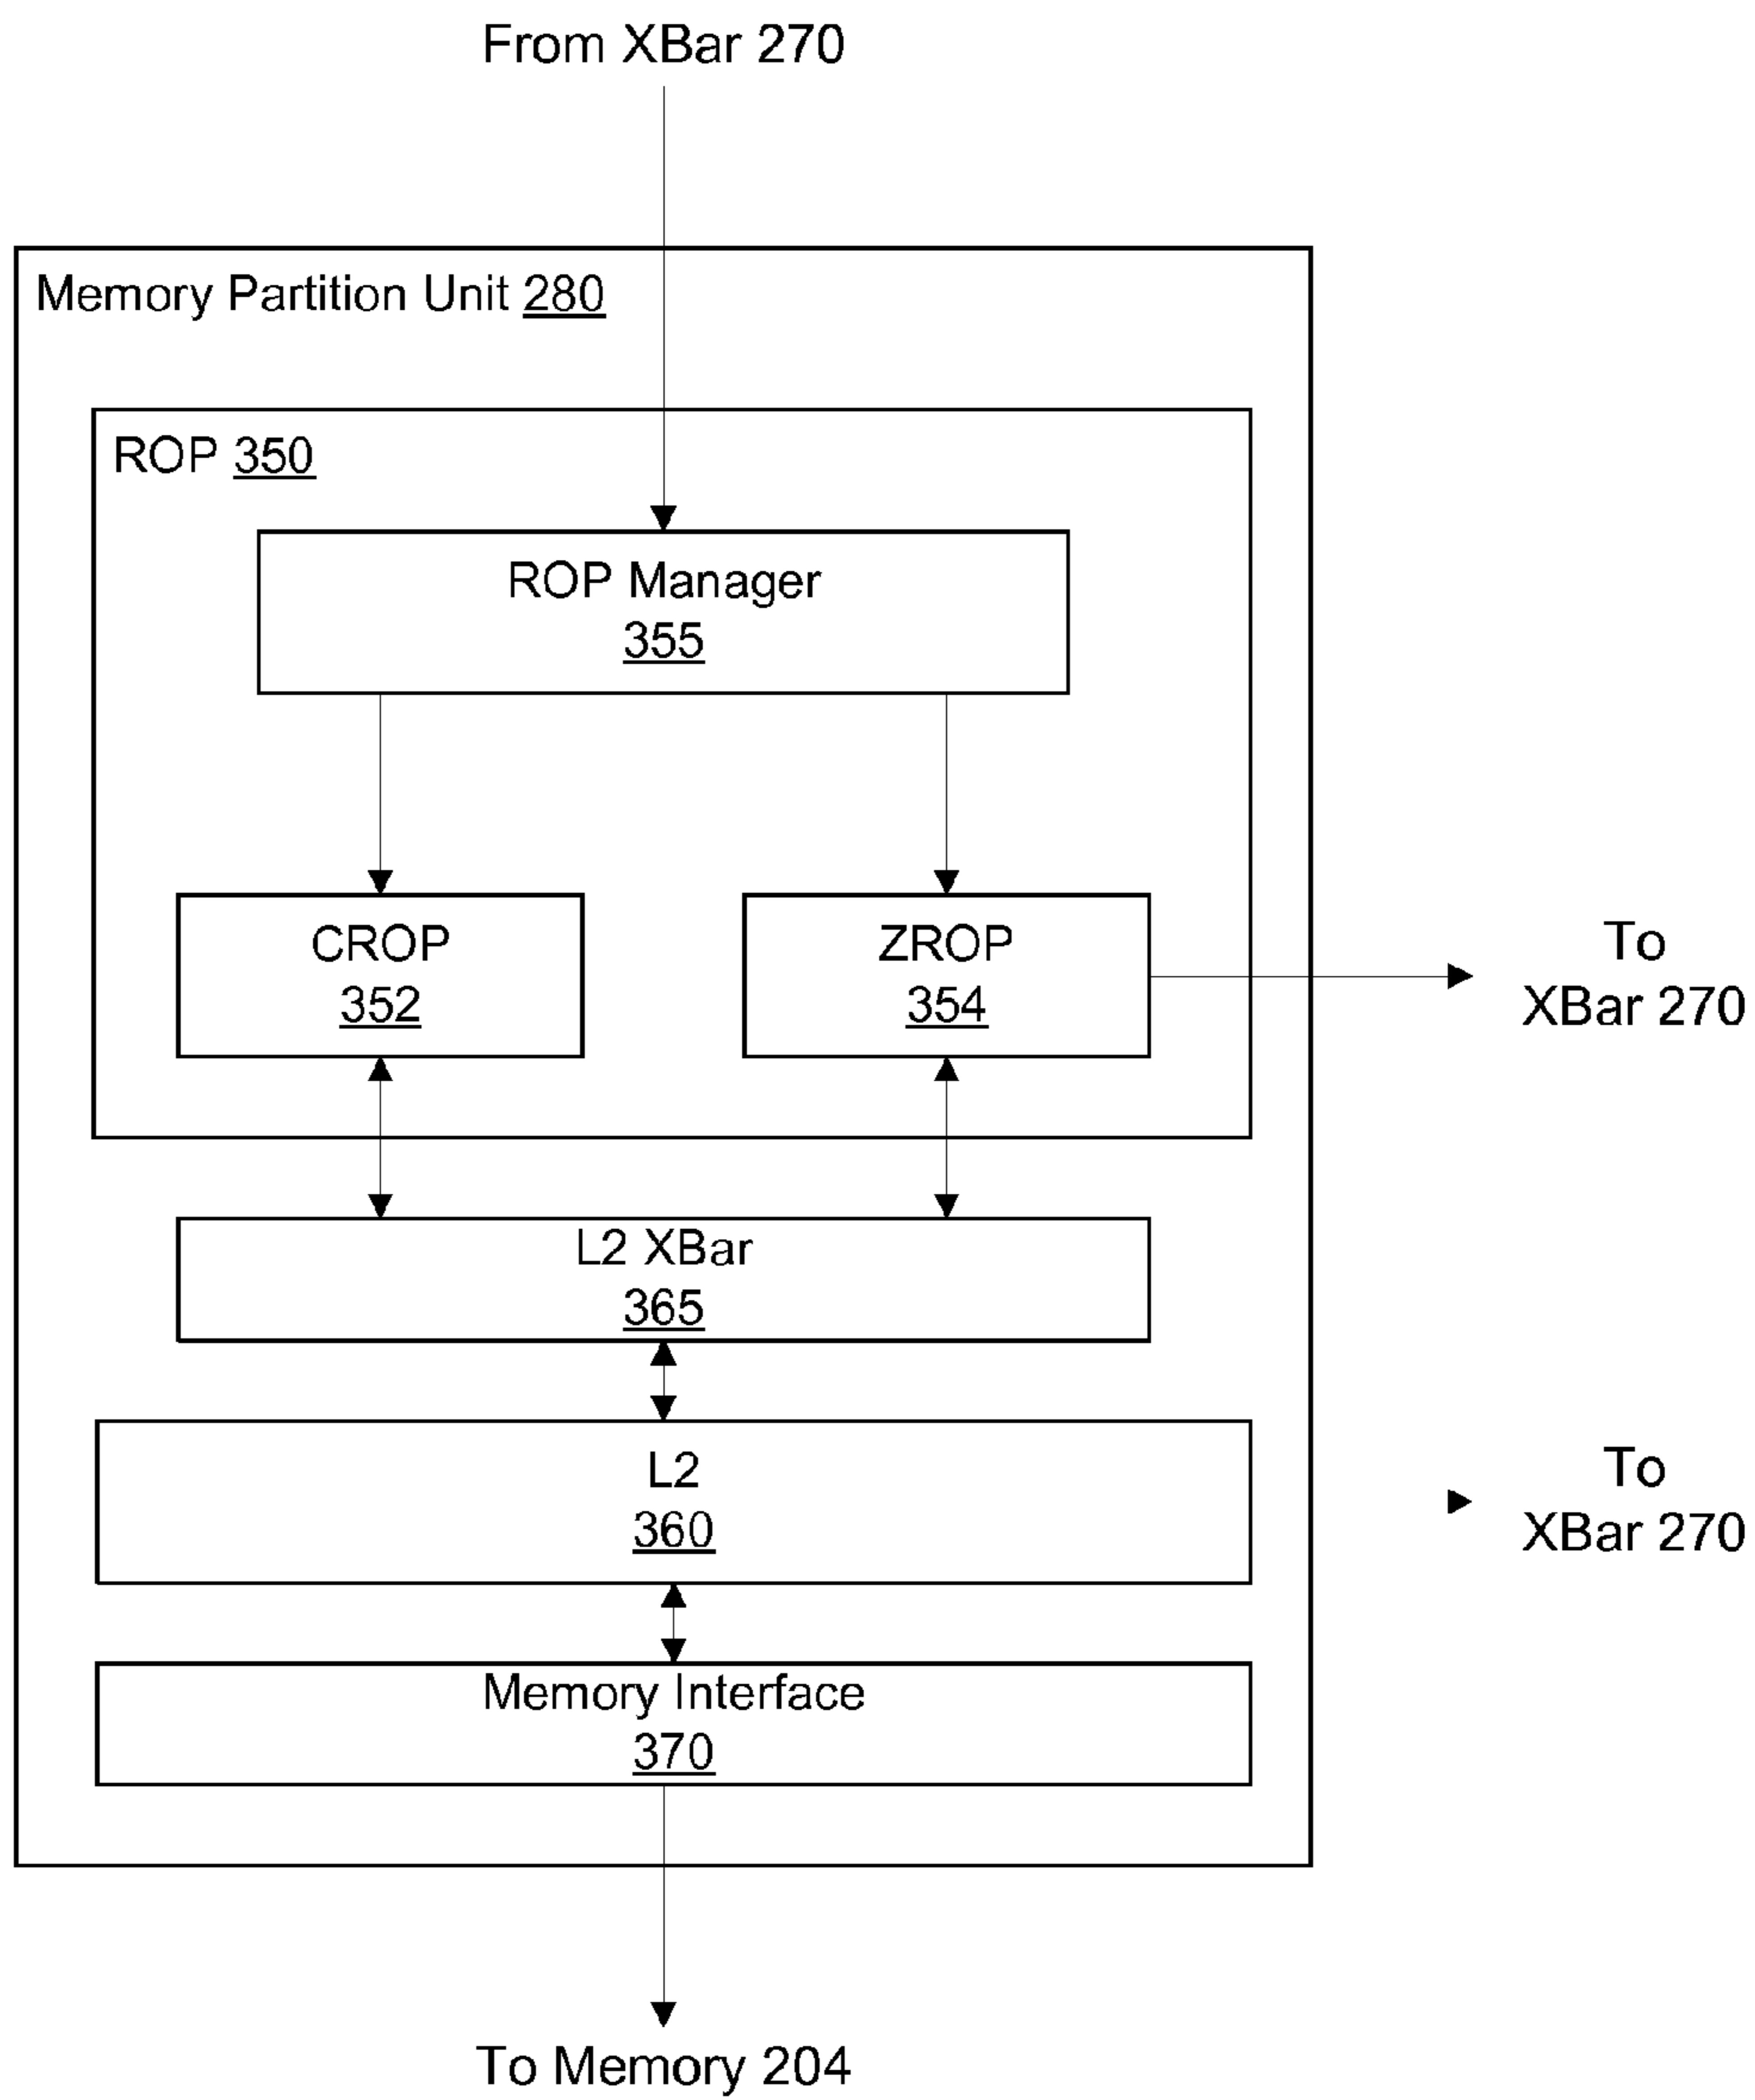 From XBar 270
Memory Partition Unit 280
ROP 350
ROP Manager
355
CROP
352
ZROP
354
To
XBar 270
L2 XBar
365
L2
360
To
XBar 270
Memory Interface
370
To Memory 204